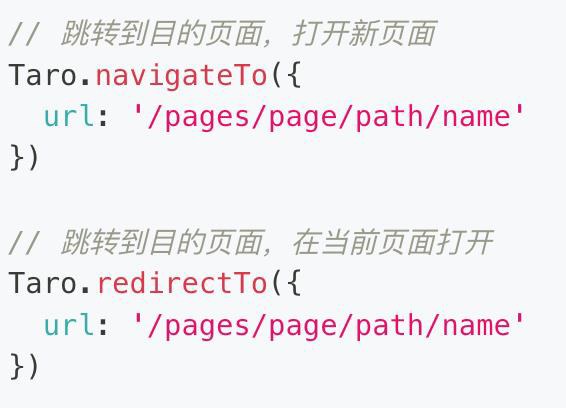 // 跳转到目的页面，打开新页面
Taro.navigateTo({
  url: '/pages/page/path/name'
})
// 跳转到目的页面，在当前页面打开
Taro.redirectTo({
  url: '/pages/page/path/name'
})